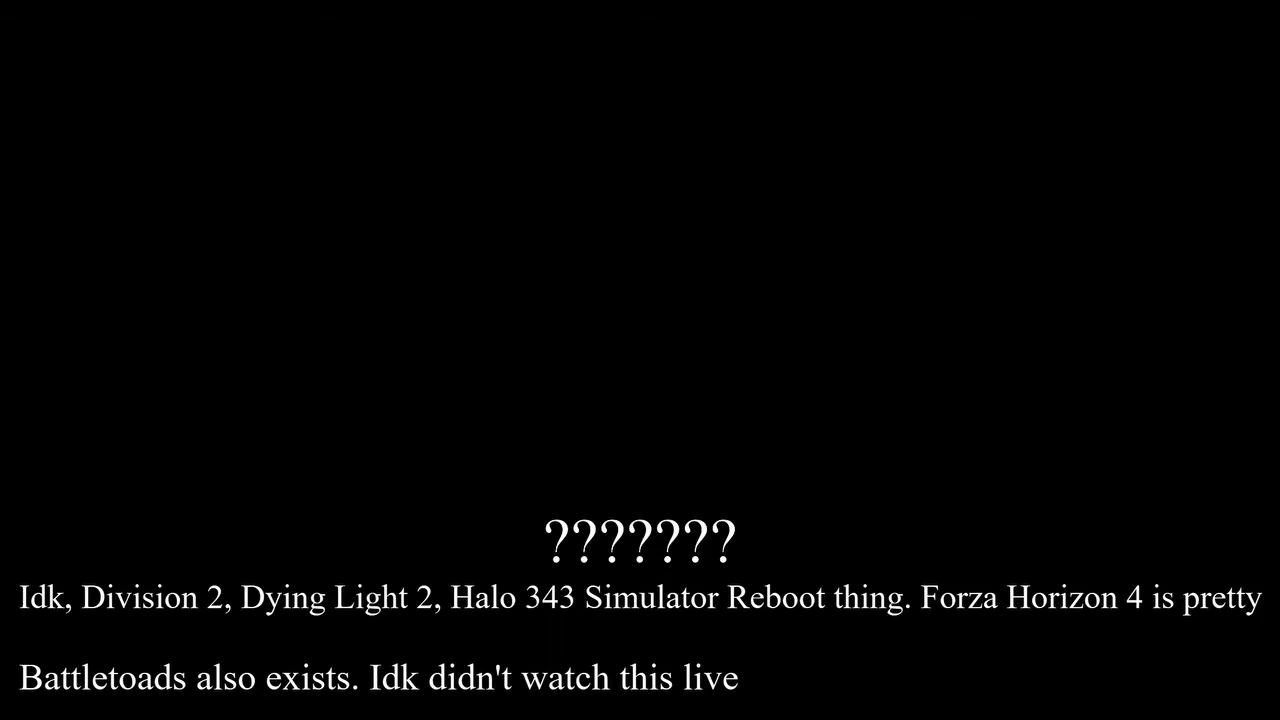 ???????
Idk, Division 2, Dying Light 2, Halo 343 Simulator Reboot thing. Forza Horizon 4 is pretty
Battletoads also exists. Idk didn't watch this live